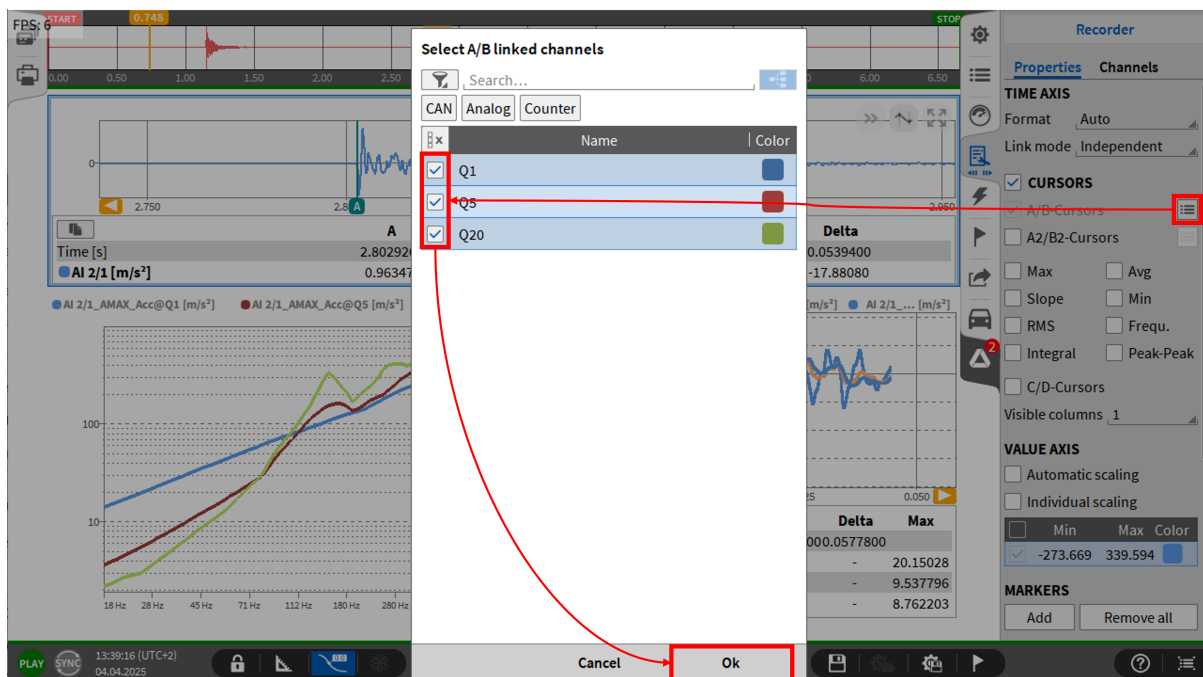 FPS: 6
START
0.748
STOP
0.00 0.50 1.00 1.50 2.00 2.50 6.00 6.50
0
2.750 2.8 A 2.950
A Delta
Time [s] 2.802920 0.0539400
AI 2/1 [m/s²] 0.96347 -17.88080
AI 2/1_AMAX_Acc@Q1 [m/s²] AI 2/1_AMAX_Acc@Q5 [m/s²] [m/s²] AI 2/1_... [m/s²]
100
10
18 Hz 28 Hz 45 Hz 71 Hz 112 Hz 180 Hz 280 Hz
25 0.050
Delta Max
000.0577800
- 20.15028
- 9.537796
- 8.762203
Select A/B linked channels
Search...
CAN Analog Counter
x Name Color
Q1
Q5
Q20
Cancel Ok
Recorder
Properties Channels
TIME AXIS
Format Auto
Link mode Independent
CURSORS
A/B-Cursors
A2/B2-Cursors
Max Avg
Slope Min
RMS Frequ.
Integral Peak-Peak
C/D-Cursors
Visible columns 1
VALUE AXIS
Automatic scaling
Individual scaling
Min Max Color
-273.669 339.594
MARKERS
Add Remove all
2
PLAY SYNC 13:39:16 (UTC+2)
04.04.2025
0.0
?